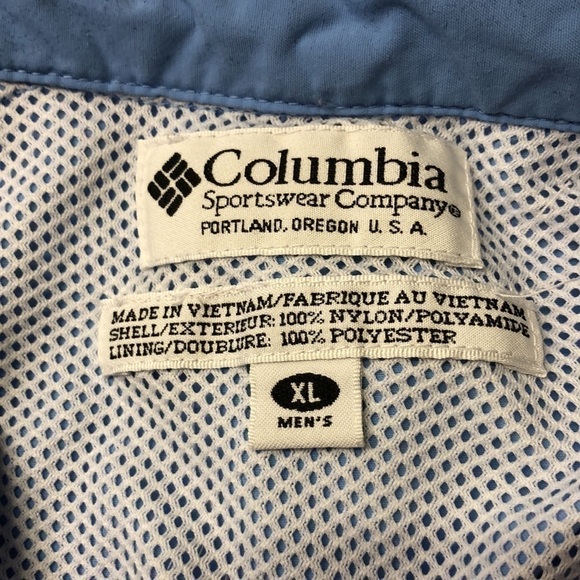 Columbia
Sportswear Company®
PORTLAND, OREGON U.S.A.
MADE IN VIETNAM/FABRIQUE AU VIETNAM
SHELL/EXTERIEUR: 100% NYLON/POLYAMIDE
LINING/DOUBLURE: 100% POLYESTER
XL
MEN'S